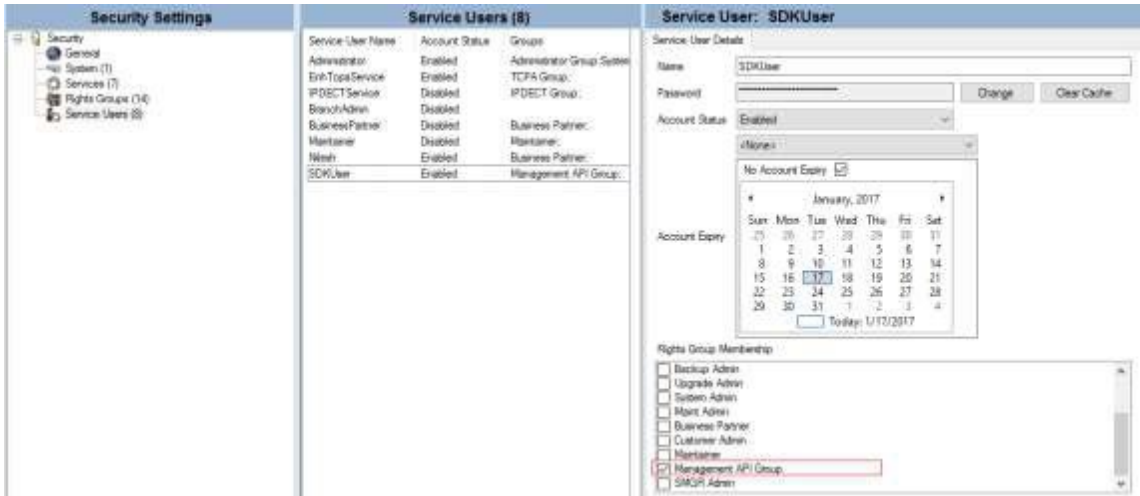 Security Settings
Security
General
System (1)
Services (7)
Rights Groups (14)
Service Users (8)
Service Users (8)
Service User Name Account Status Groups
Administrator Enabled Administrator Group System
EnhTcpaService Enabled TCPA Group:
IPDECTService Disabled IPDECT Group:
BranchAdmin Disabled
BusinessPartner Disabled Business Partner:
Maintainer Disabled Maintainer:
Nilesh Enabled Business Partner:
SDKUser Enabled Management API Group:
Service User: SDKUser
Service User Details
Name SDKUser
Password Change Clear Cache
Account Status Enabled
<None>
No Account Expiry
Account Expiry
January, 2017
Sun Mon Tue Wed Thu Fri Sat
25 26 27 28 29 30 31
1 2 3 4 5 6 7
8 9 10 11 12 13 14
15 16 17 18 19 20 21
22 23 24 25 26 27 28
29 30 31 1 2 3 4
Today: 1/17/2017
Rights Group Membership
Backup Admin
Upgrade Admin
System Admin
Maint Admin
Business Partner
Customer Admin
Maintainer
Management API Group
SMGR Admin